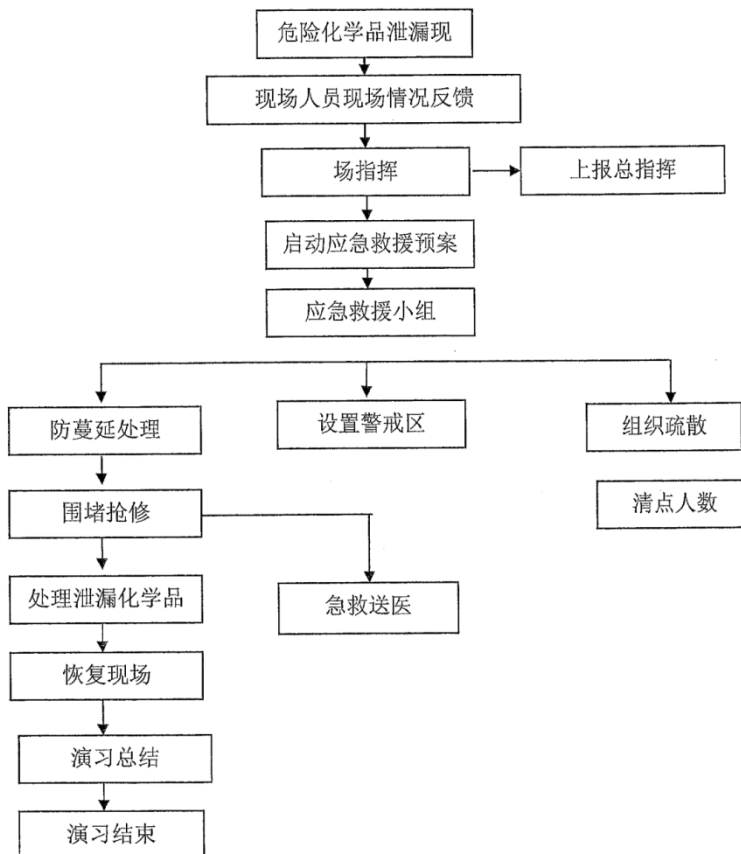 危险化学品泄漏现
现场人员现场情况反馈
场指挥
上报总指挥
启动应急救援预案
应急救援小组
防蔓延处理
设置警戒区
组织疏散
围堵抢修
清点人数
处理泄漏化学品
急救送医
恢复现场
演习总结
演习结束